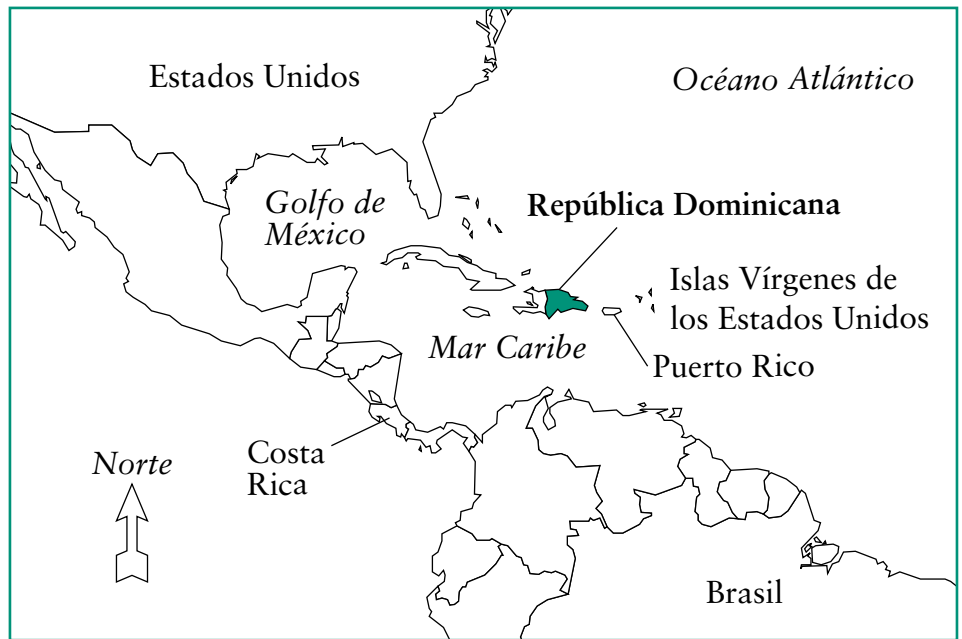 Estados Unidos
Océano Atlántico
Golfo de
México
República Dominicana
Islas Vírgenes de
los Estados Unidos
Mar Caribe
Puerto Rico
Costa
Rica
Norte
Brasil